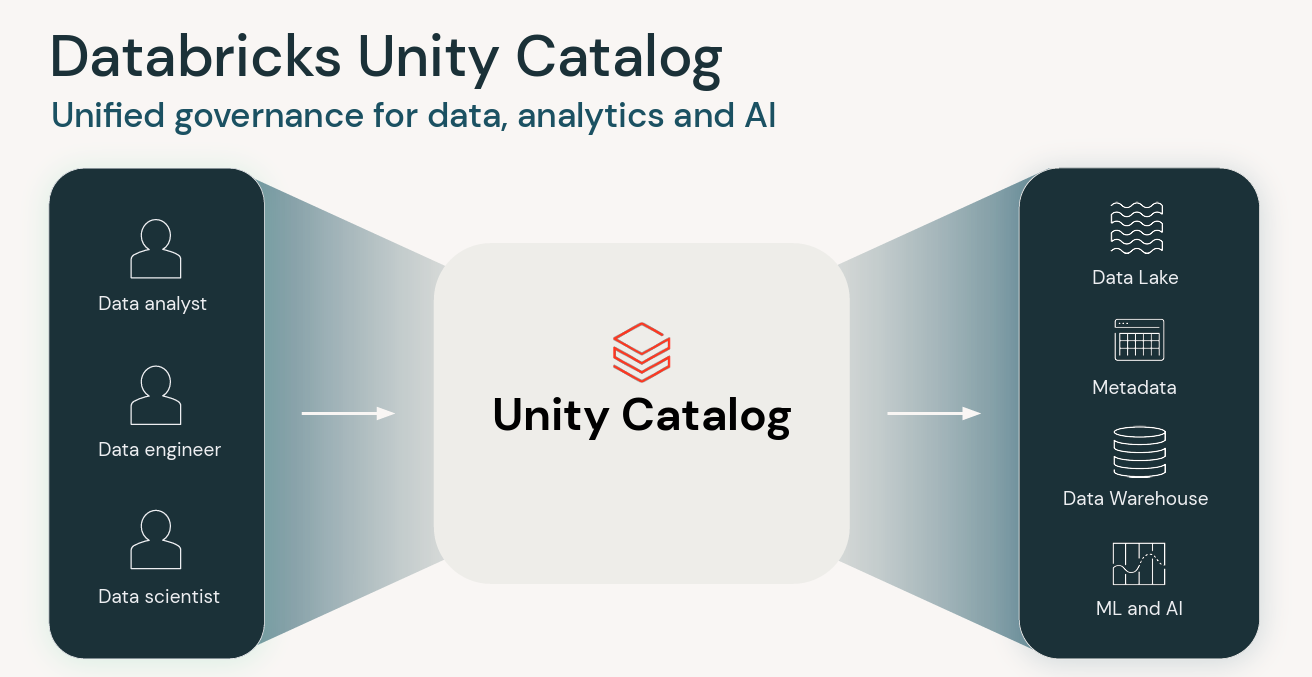 Databricks Unity Catalog
Unified governance for data, analytics and AI
Data analyst
Data engineer
Data scientist
Unity Catalog
Data Lake
Metadata
Data Warehouse
ML and AI